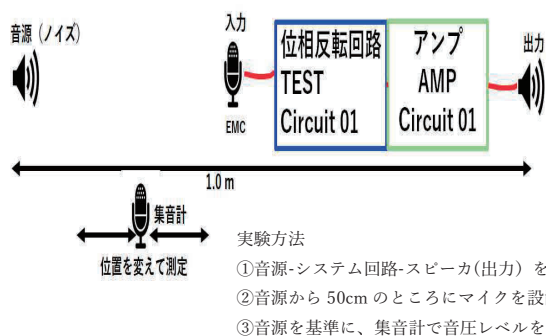 音源（ノイズ）
入力
EMC
位相反転回路
TEST
Circuit 01
アンプ
AMP
Circuit 01
出力
1.0 m
集音計
位置を変えて測定
実験方法
①音源-システム回路-スピーカ(出力）を
②音源から 50cm のところにマイクを設
③音源を基準に、集音計で音圧レベルを